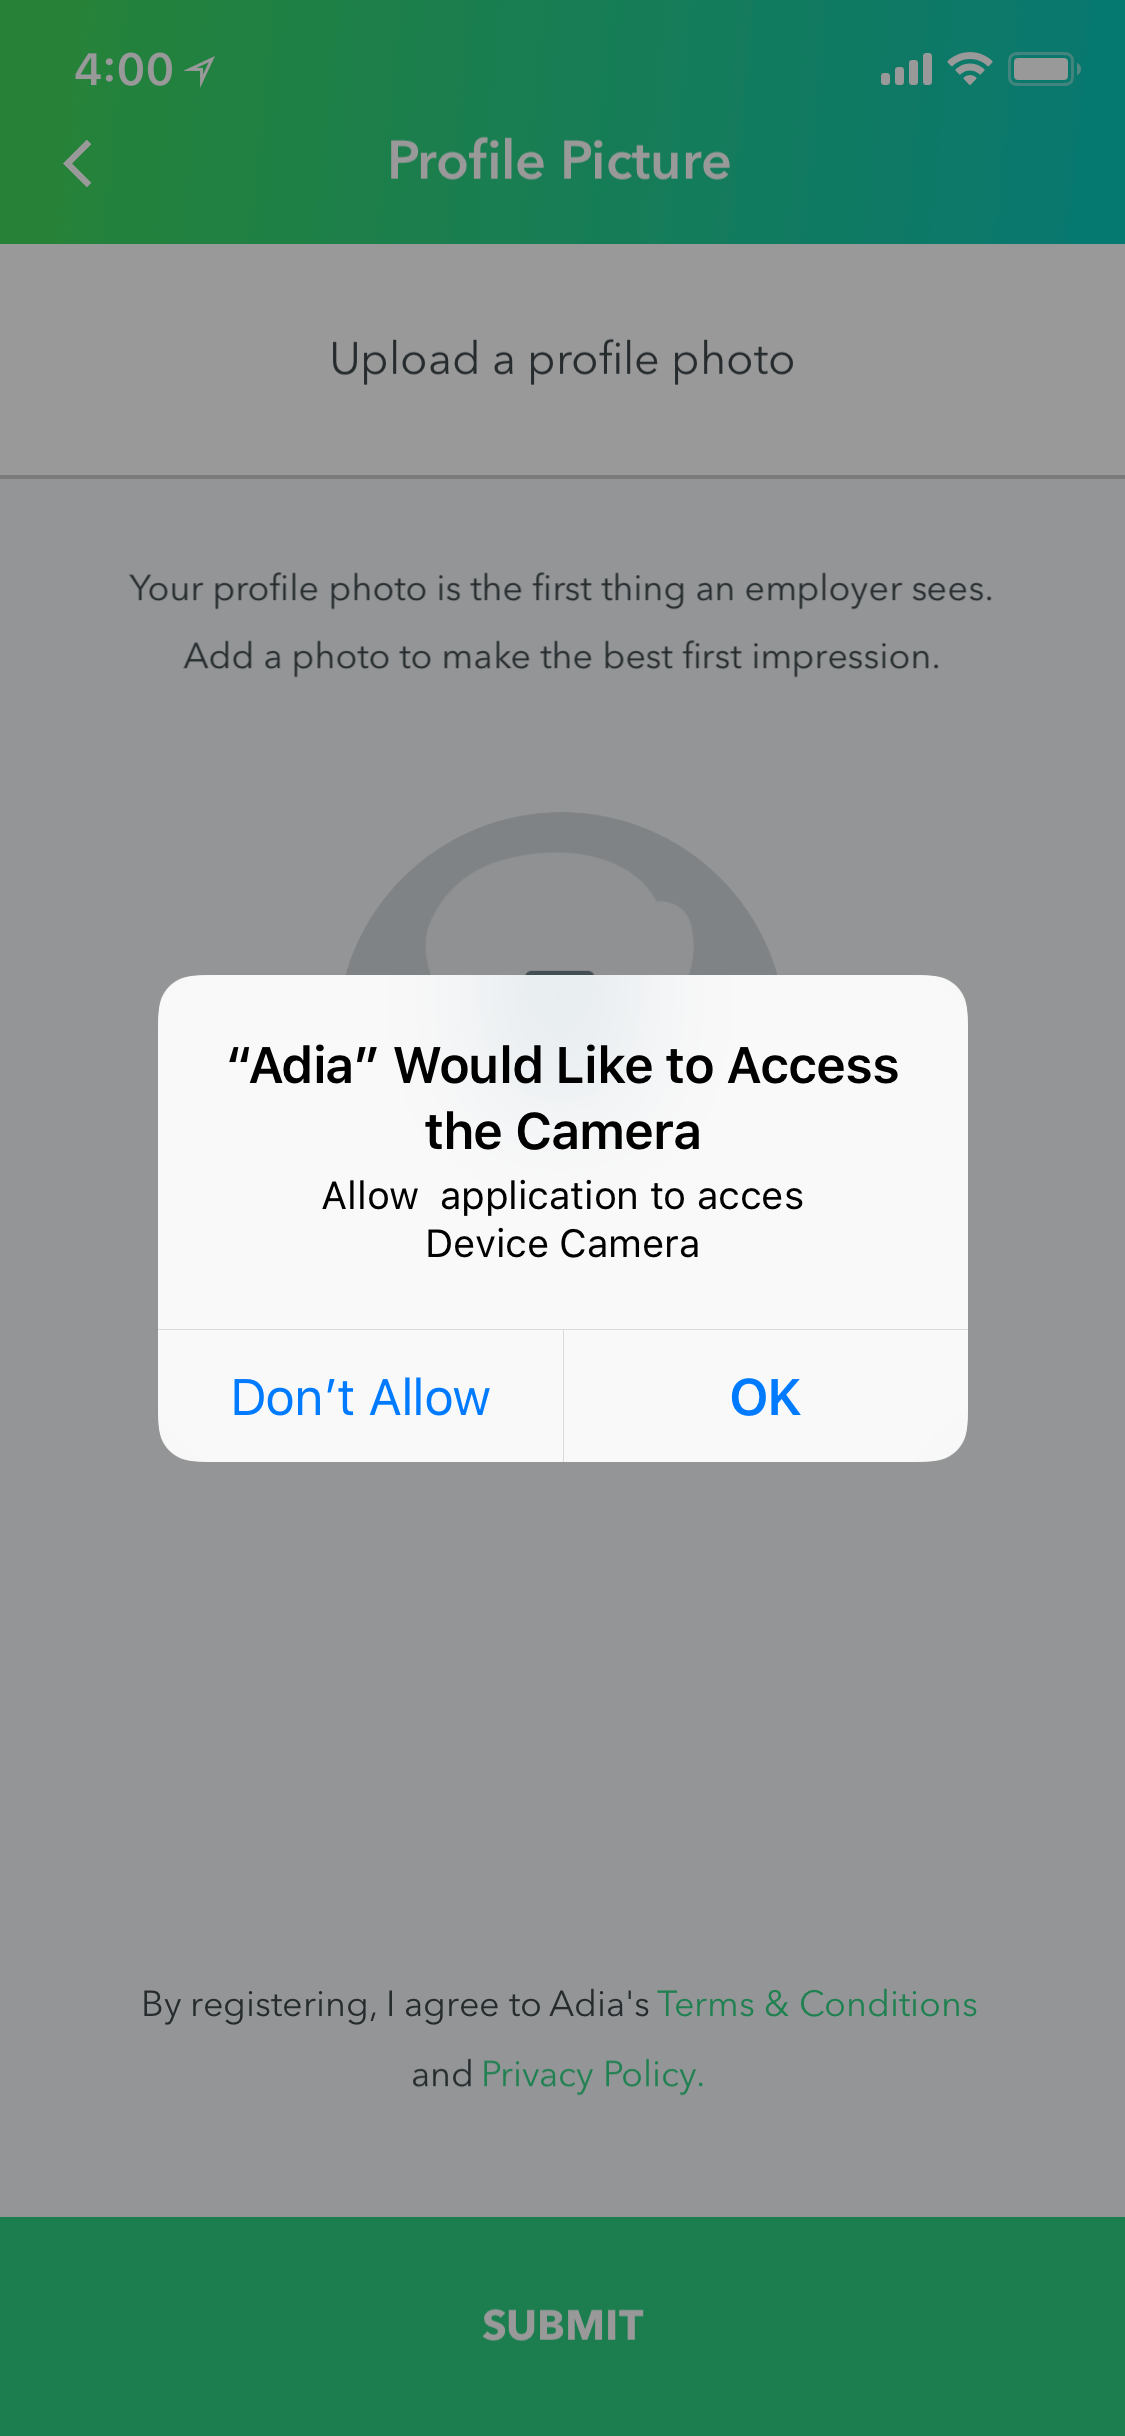 4:00
Profile Picture
Upload a profile photo
Your profile photo is the first thing an employer sees.
Add a photo to make the best first impression.
“Adia” Would Like to Access
the Camera
Allow  application to acces
Device Camera
Don’t Allow
OK
By registering, I agree to Adia's Terms & Conditions
and Privacy Policy.
SUBMIT